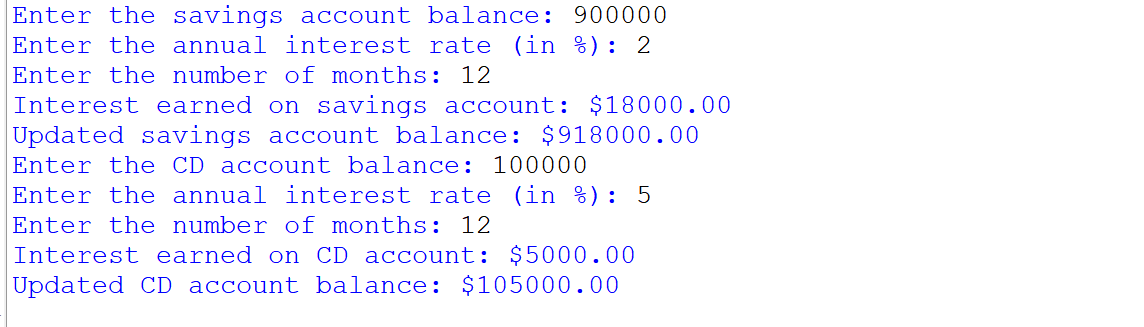 Enter the savings account balance: 900000
Enter the annual interest rate (in %): 2
Enter the number of months: 12
Interest earned on savings account: $18000.00
Updated savings account balance: $918000.00
Enter the CD account balance: 100000
Enter the annual interest rate (in %): 5
Enter the number of months: 12
Interest earned on CD account: $5000.00
Updated CD account balance: $105000.00